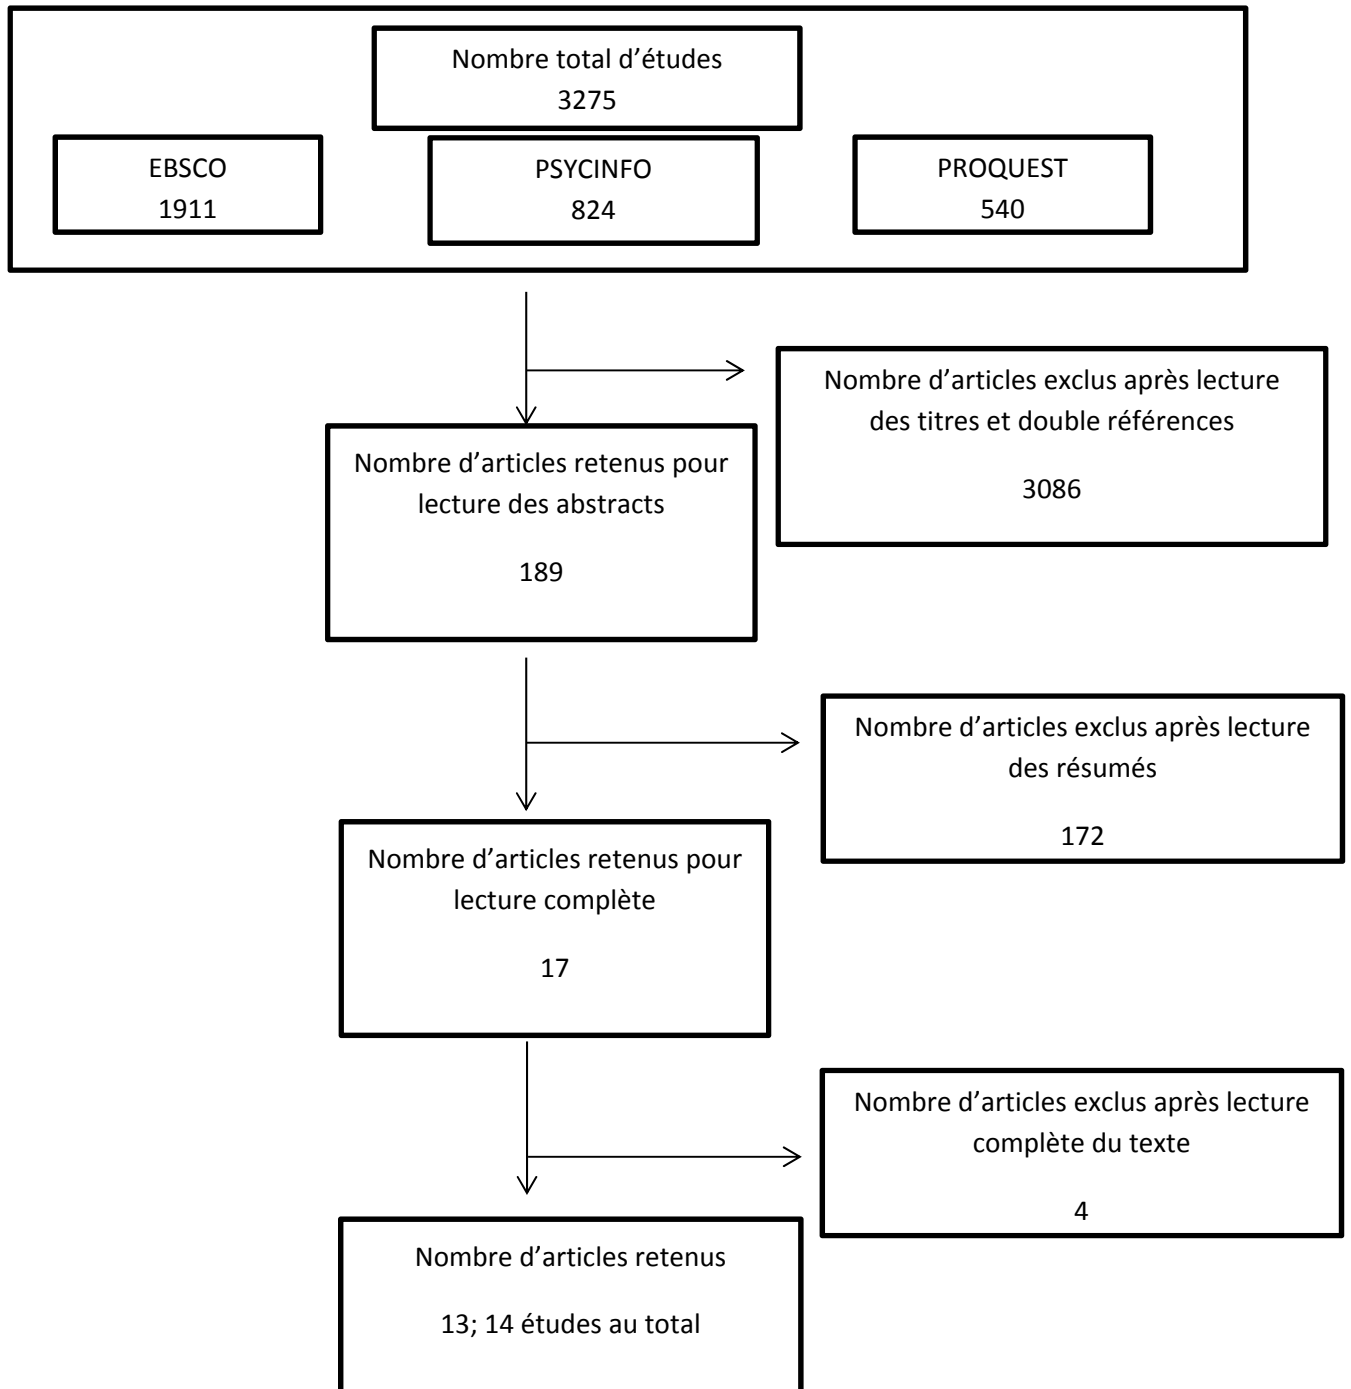 Nombre total d’études
3275
EBSCO
1911
PSYCINFO
824
PROQUEST
540
Nombre d’articles exclus après lecture
des titres et double références
3086
Nombre d’articles retenus pour
lecture des abstracts
189
Nombre d’articles exclus après lecture
des résumés
172
Nombre d’articles retenus pour
lecture complète
17
Nombre d’articles exclus après lecture
complète du texte
4
Nombre d’articles retenus
13; 14 études au total